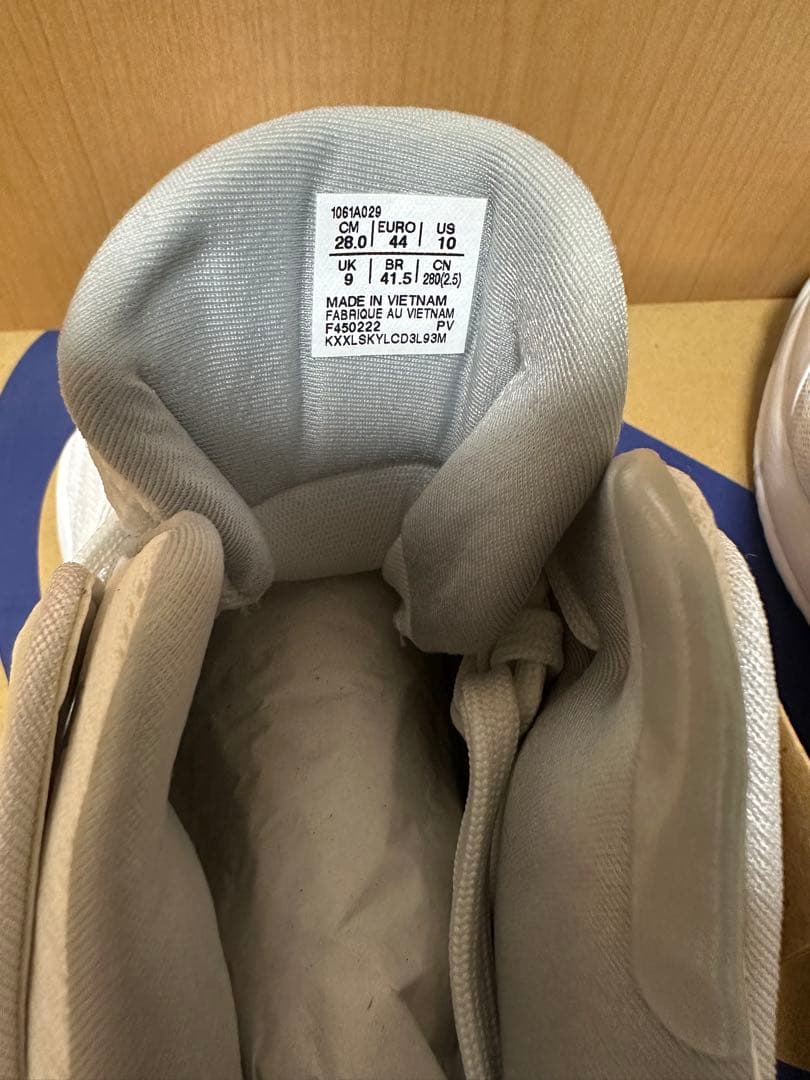 1061A029
CM | EURO | US
28.0 | 44 | 10
UK | BR | CN
9 | 41.5 | 280(2.5)
MADE IN VIETNAM
FABRIQUE AU VIETNAM
F450222 PV
KXXLSKYLCD3L93M